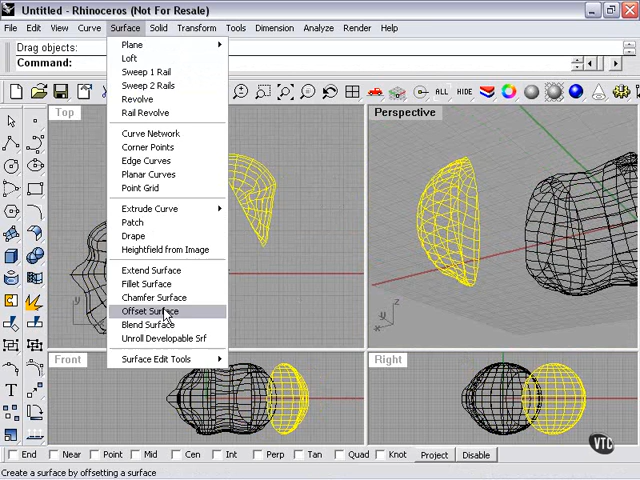 Untitled - Rhinoceros (Not For Resale)
File Edit View Curve Surface Solid Transform Tools Dimension Analyze Render Help
Drag objects:
Command:
Plane
Loft
Sweep 1 Rail
Sweep 2 Rails
Revolve
Rail Revolve
Curve Network
Corner Points
Edge Curves
Planar Curves
Point Grid
Extrude Curve
Patch
Drape
Heightfield from Image
Extend Surface
Fillet Surface
Chamfer Surface
Offset Surface
Blend Surface
Unroll Developable Srf
Surface Edit Tools
ALL HIDE
Top
Perspective
y
z
y
x
Front
Right
T
VTC
End Near Point Mid Cen Int Perp Tan Quad Knot Project Disable
Create a surface by offsetting a surface